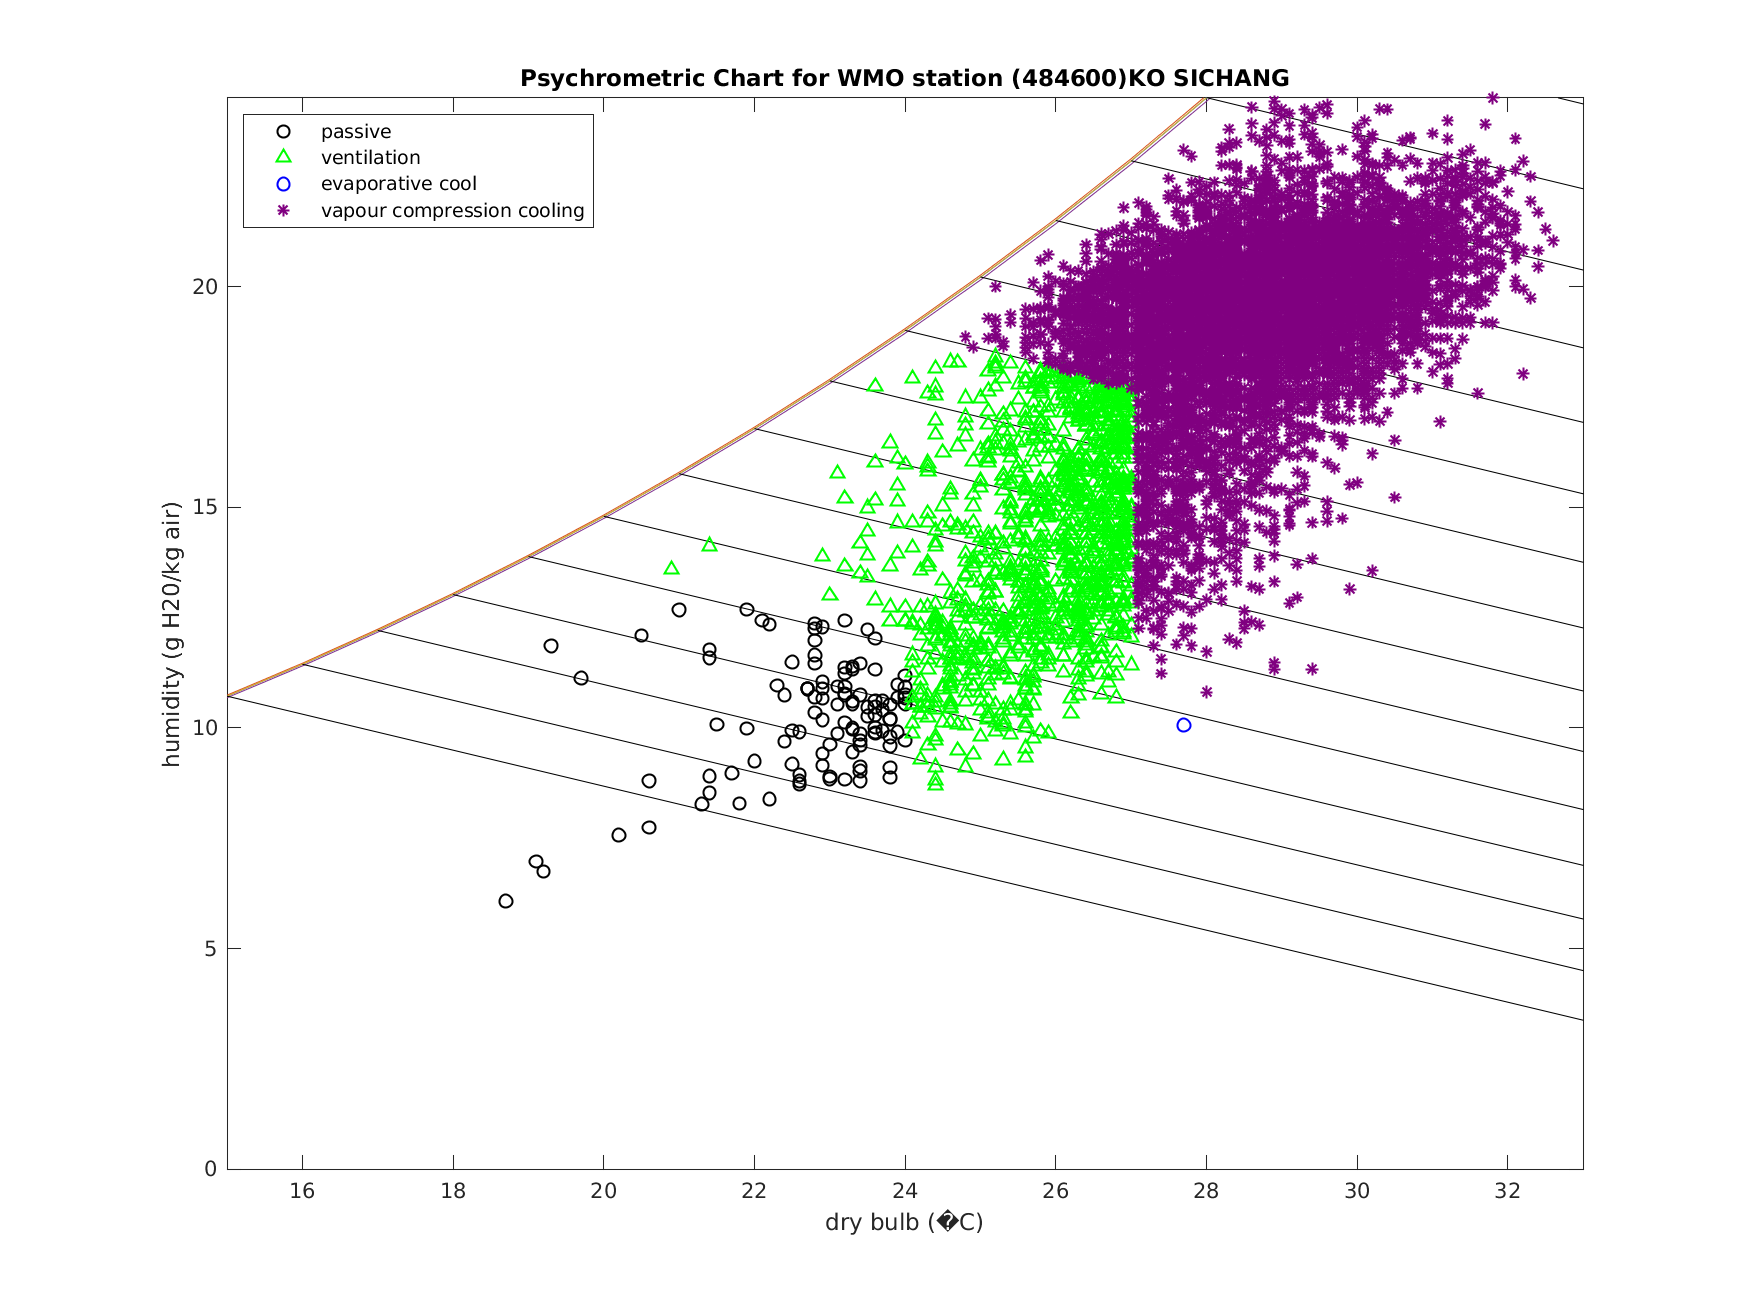 Psychrometric Chart for WMO station (484600)KO SICHANG
passive
ventilation
evaporative cool
vapour compression cooling
humidity (g H20/kg air)
20
15
10
5
0
16 18 20 22 24 26 28 30 32
dry bulb (�C)